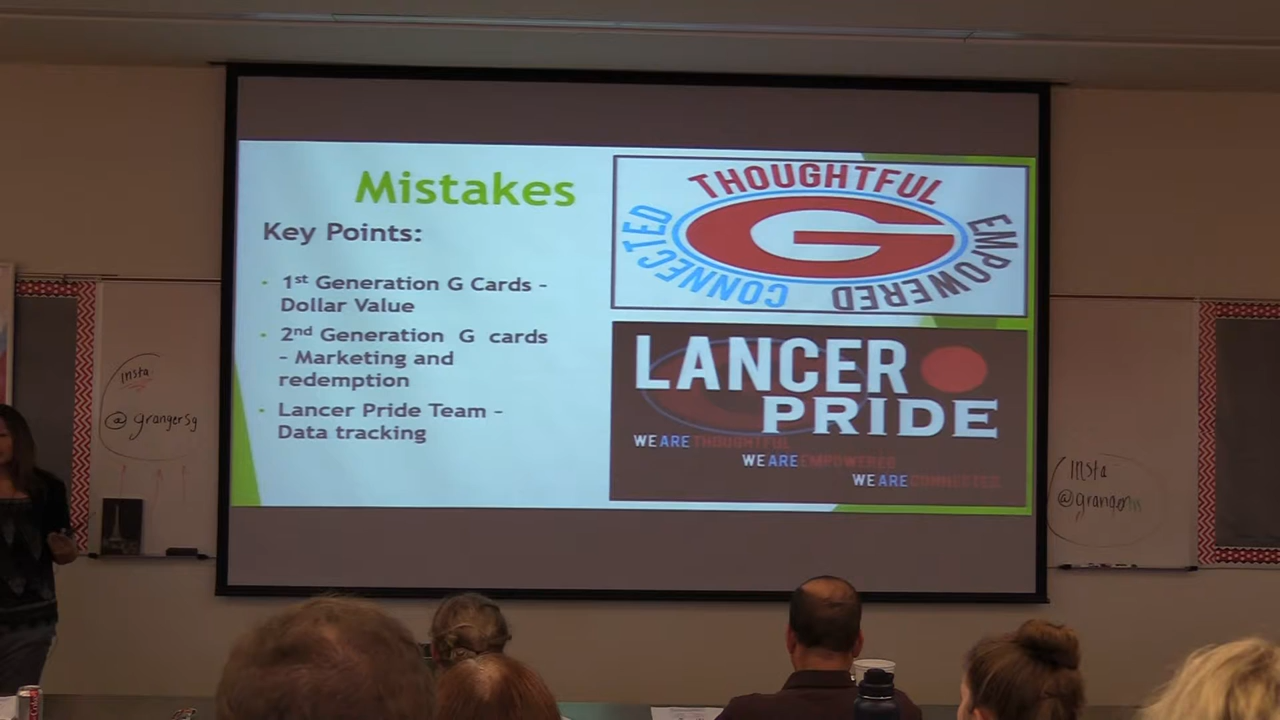 Mistakes
Key Points:
1st Generation G Cards –
Dollar Value
2nd Generation G cards
– Marketing and
redemption
Lancer Pride Team –
Data tracking
THOUGHTFUL
EMPOWERED
CONNECTED
G
LANCER
PRIDE
WE ARE THOUGHTFUL
WE ARE EMPOWERED
WE ARE CONNECTED
Insta
@grangersg
Insta